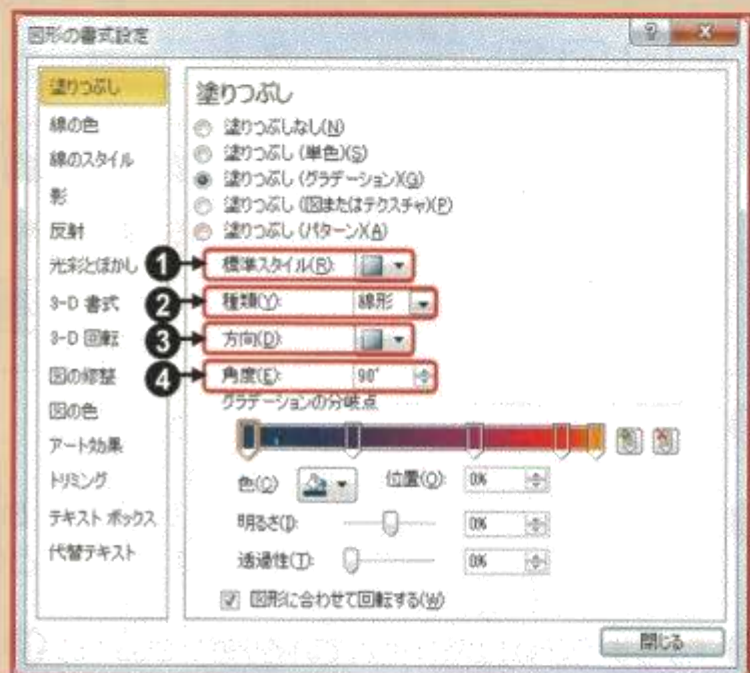 図形の書式設定
塗りつぶし
線の色
線のスタイル
影
反射
光彩とぼかし
3-D 書式
3-D 回転
図の修整
図の色
アート効果
トリミング
テキスト ボックス
代替テキスト
塗りつぶし
塗りつぶしなし(N)
塗りつぶし (単色)(S)
塗りつぶし (グラデーション)(G)
塗りつぶし (図またはテクスチャ)(P)
塗りつぶし (パターン)(A)
❶ 標準スタイル(R):
❷ 種類(Y): 線形
❸ 方向(D):
❹ 角度(E): 90°
グラデーションの分岐点
色(C) 位置(O): 0%
明るさ(I): 0%
透過性(T): 0%
図形に合わせて回転する(W)
閉じる